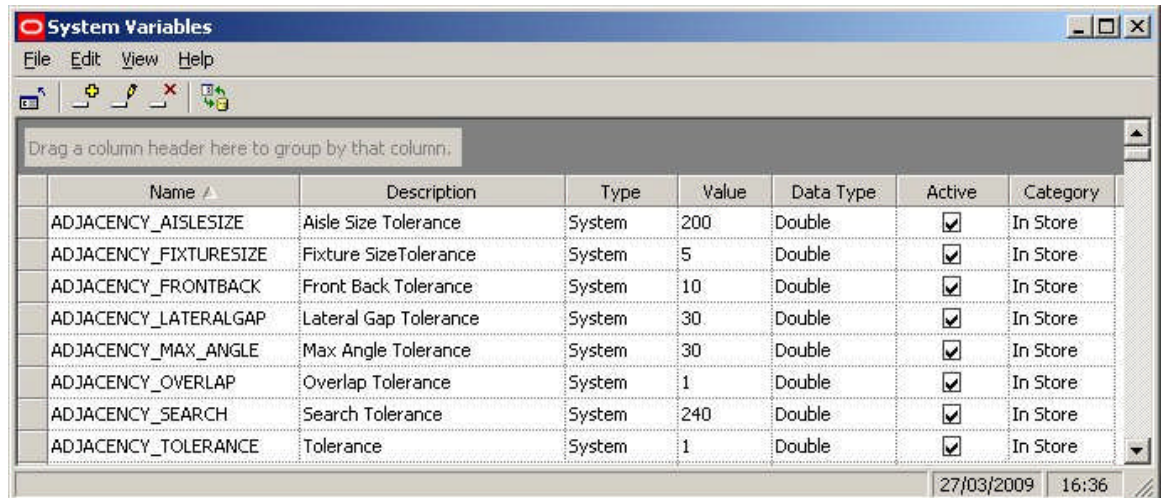 System Variables
File Edit View Help
Drag a column header here to group by that column.
Name Description Type Value Data Type Active Category
ADJACENCY_AISLESIZE Aisle Size Tolerance System 200 Double In Store
ADJACENCY_FIXTURESIZE Fixture SizeTolerance System 5 Double In Store
ADJACENCY_FRONTBACK Front Back Tolerance System 10 Double In Store
ADJACENCY_LATERALGAP Lateral Gap Tolerance System 30 Double In Store
ADJACENCY_MAX_ANGLE Max Angle Tolerance System 30 Double In Store
ADJACENCY_OVERLAP Overlap Tolerance System 1 Double In Store
ADJACENCY_SEARCH Search Tolerance System 240 Double In Store
ADJACENCY_TOLERANCE Tolerance System 1 Double In Store
27/03/2009 16:36